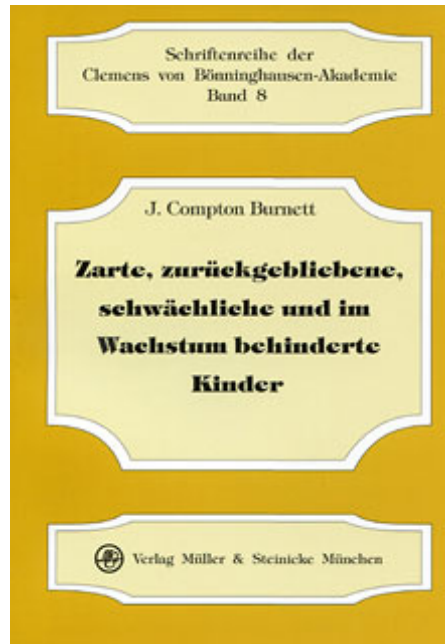 Schriftenreihe der
Clemens von Bönninghausen-Akademie
Band 8
J. Compton Burnett
Zarte, zurückgebliebene,
schwächliche und im
Wachstum behinderte
Kinder
Verlag Müller & Steinicke München